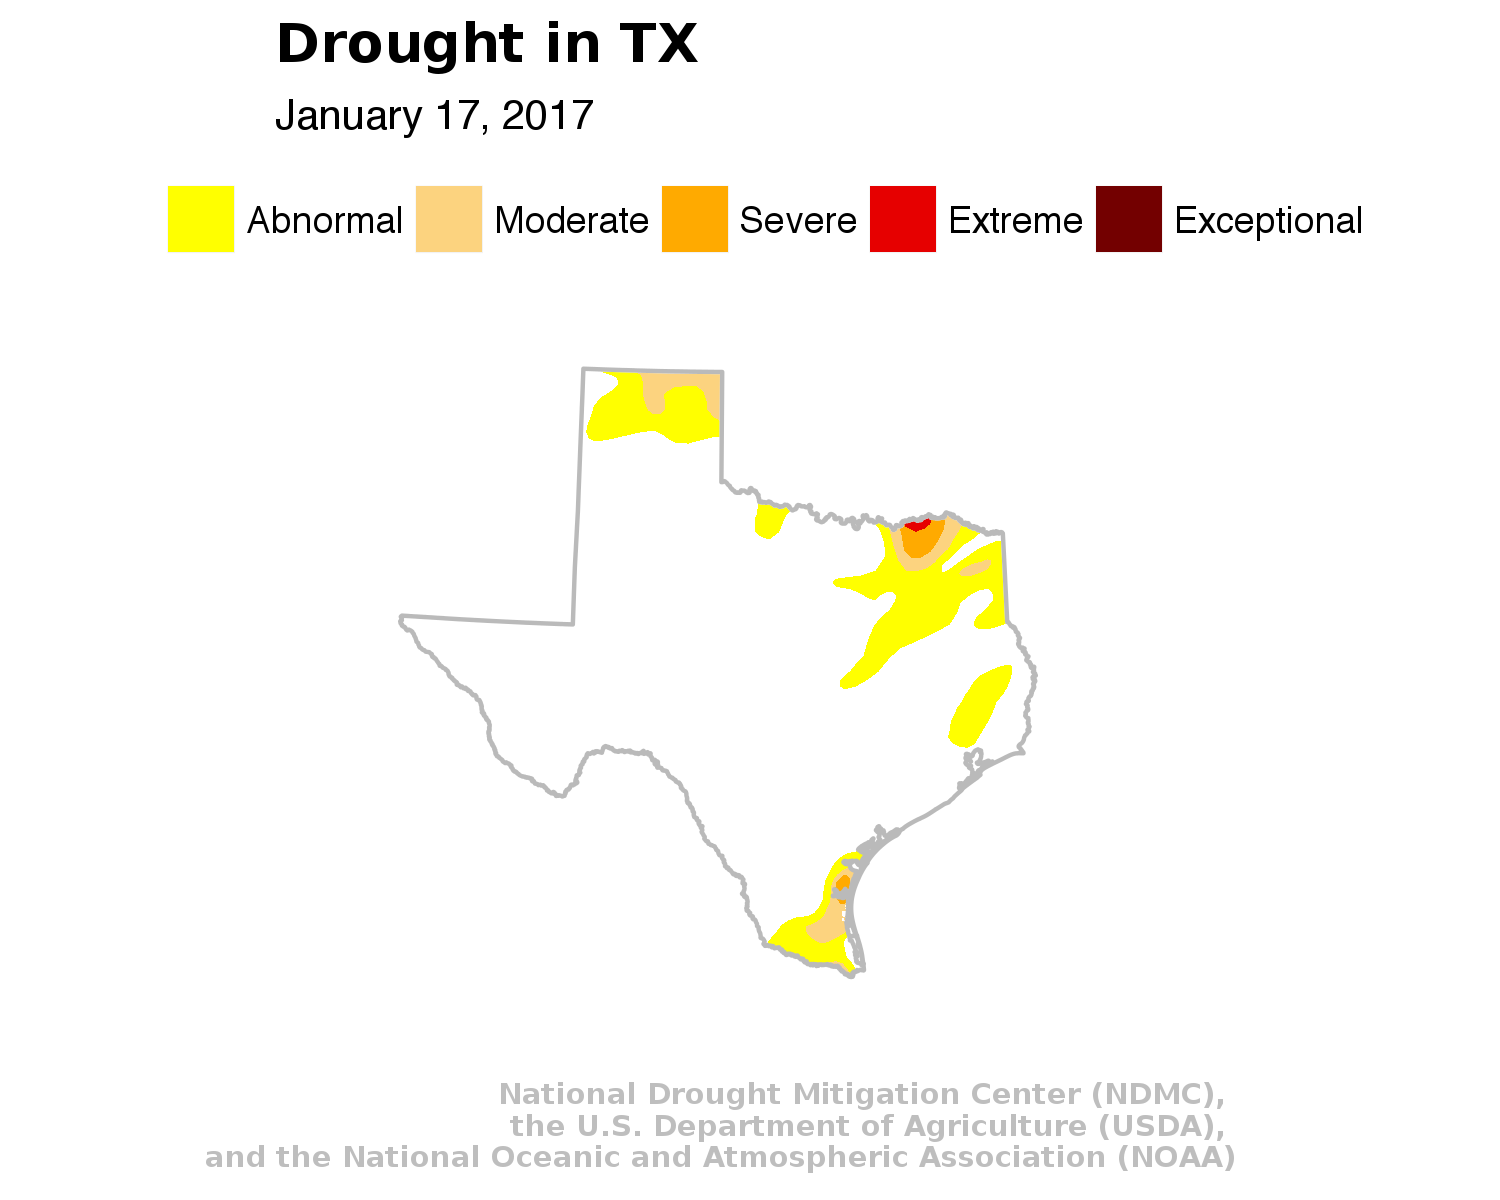 Drought in TX
January 17, 2017
Abnormal Moderate Severe Extreme Exceptional
National Drought Mitigation Center (NDMC),
the U.S. Department of Agriculture (USDA),
and the National Oceanic and Atmospheric Association (NOAA)